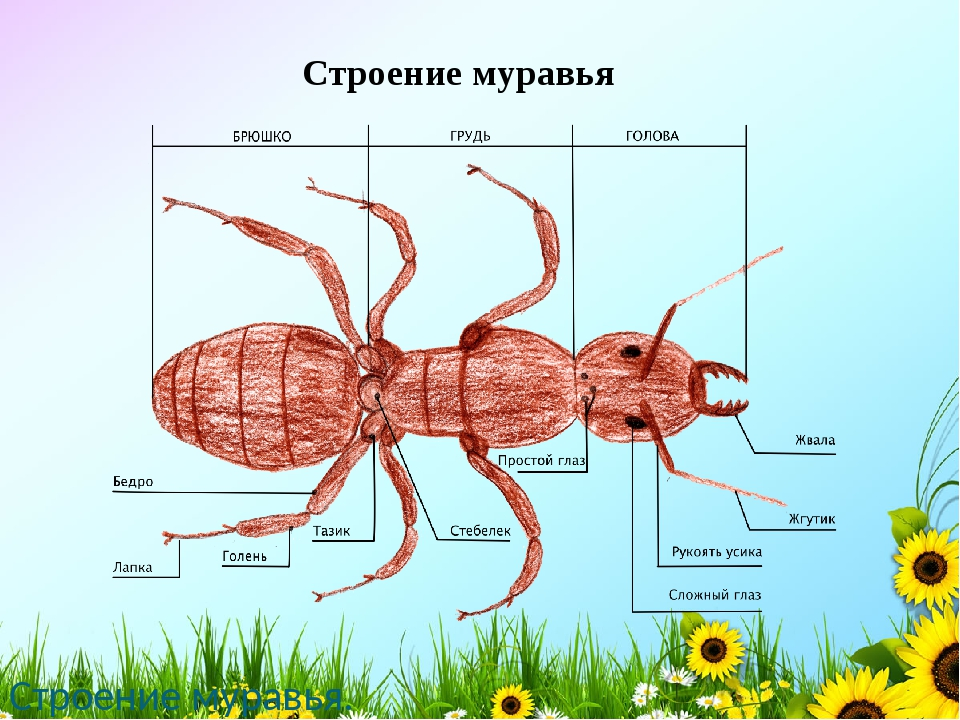 Строение муравья
БРЮШКО ГРУДЬ ГОЛОВА
Жвала
Простой глаз
Бедро
Жгутик
Тазик Стебелек
Голень Рукоять усика
Лапка
Сложный глаз
Строение муравья.